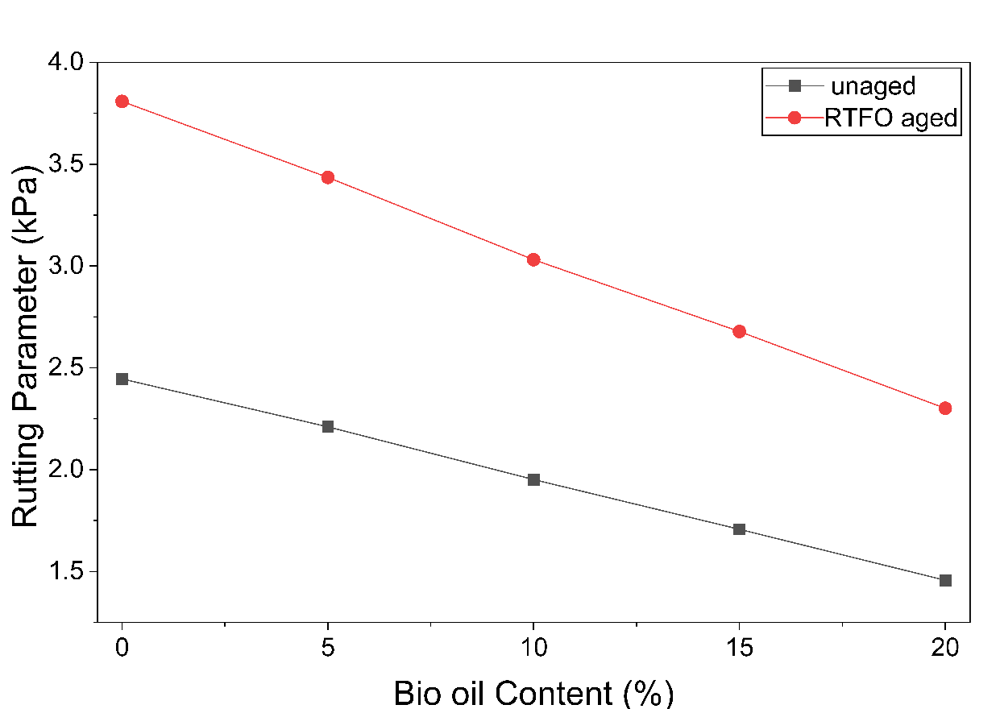 4.0
3.5
3.0
2.5
2.0
1.5
0 5 10 15 20
Rutting Parameter (kPa)
Bio oil Content (%)
unaged
RTFO aged